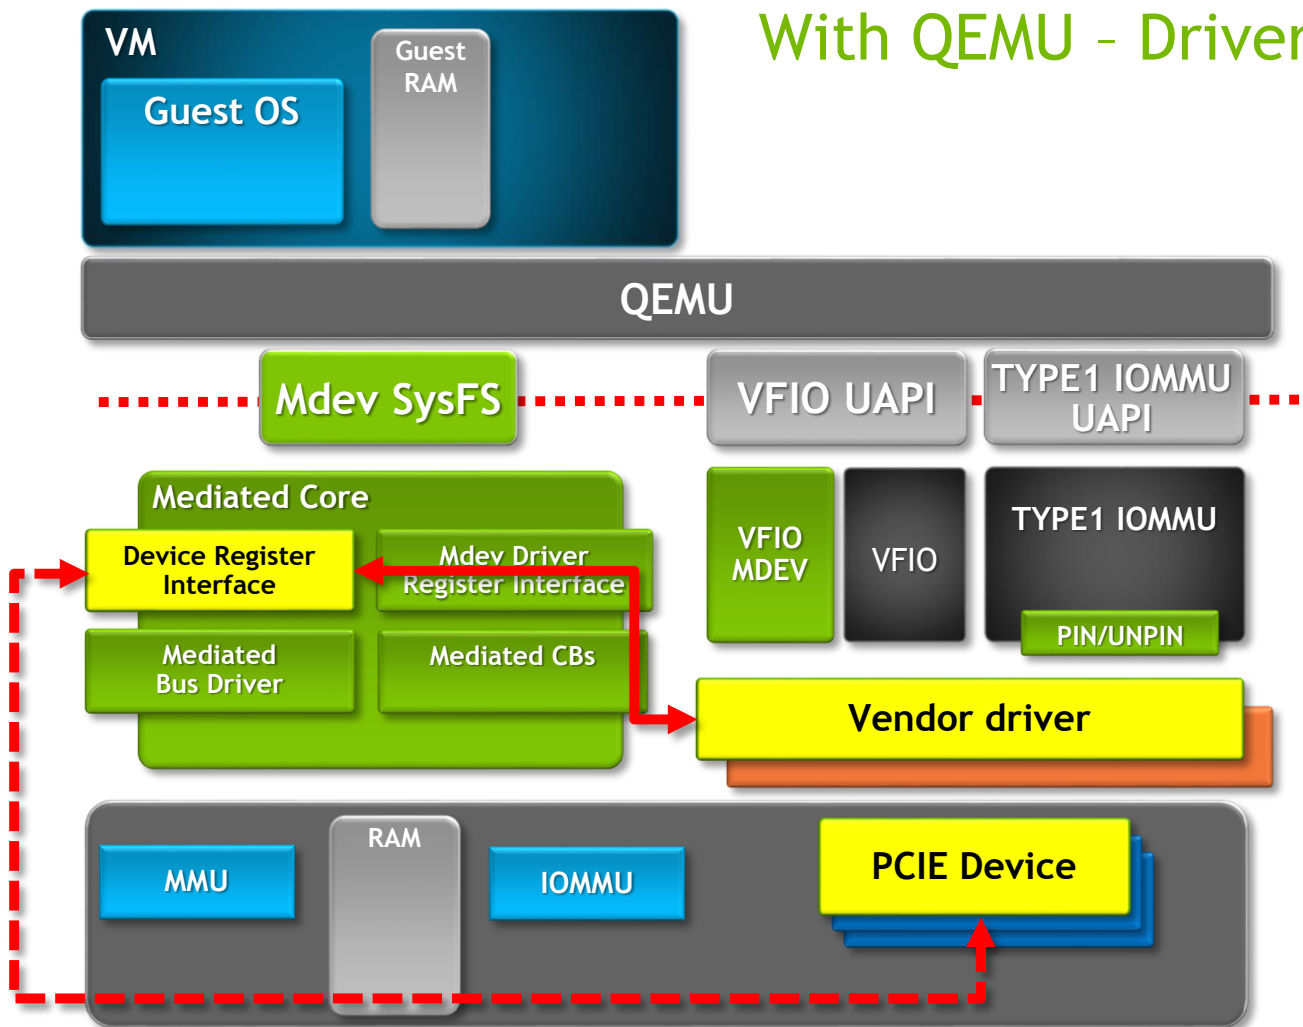 With QEMU – Driver
VM
Guest
RAM
Guest OS
QEMU
Mdev SysFS
VFIO UAPI
TYPE1 IOMMU
UAPI
Mediated Core
Device Register
Interface
Mdev Driver
Register Interface
Mediated
Bus Driver
Mediated CBs
VFIO
MDEV
VFIO
TYPE1 IOMMU
PIN/UNPIN
Vendor driver
MMU
RAM
IOMMU
PCIE Device